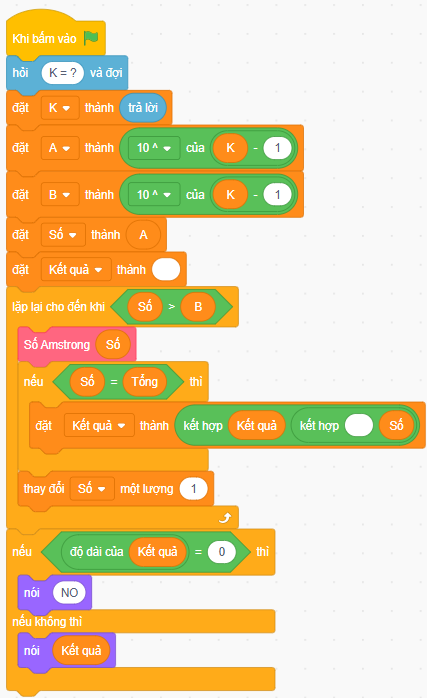 Khi bấm vào
hỏi K = ? và đợi
đặt K thành trả lời
đặt A thành 10 ^ của K - 1
đặt B thành 10 ^ của K - 1
đặt Số thành A
đặt Kết quả thành
lặp lại cho đến khi Số > B
Số Amstrong Số
nếu Số = Tổng thì
đặt Kết quả thành kết hợp Kết quả kết hợp Số
thay đổi Số một lượng 1
nếu độ dài của Kết quả = 0 thì
nói NO
nếu không thì
nói Kết quả